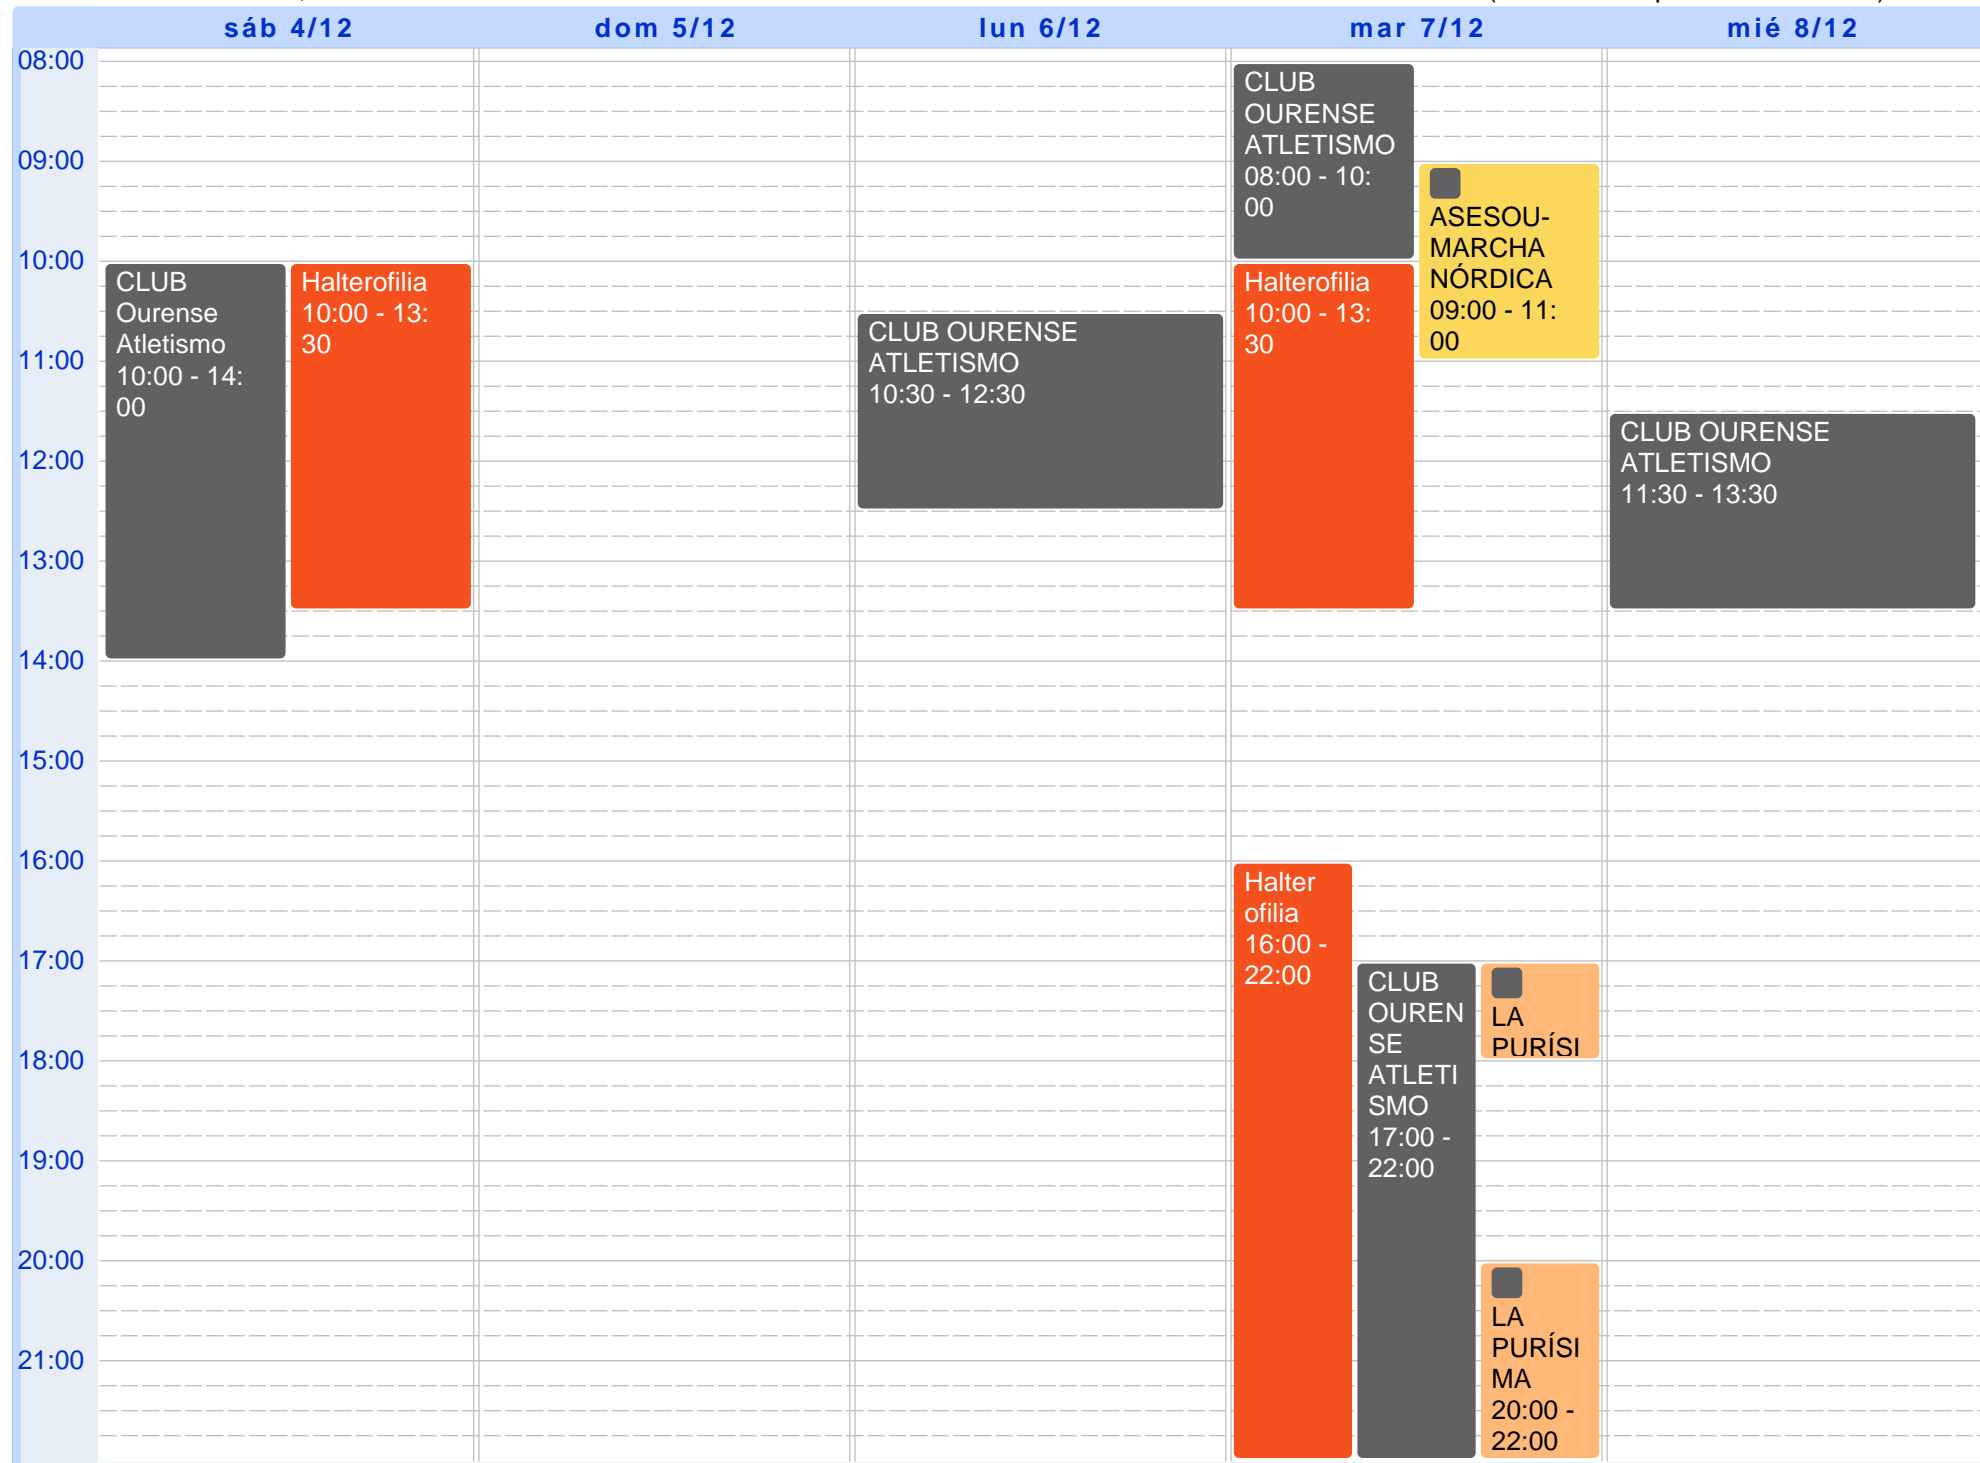 sáb 4/12
dom 5/12
lun 6/12
mar 7/12
mié 8/12
08:00
09:00
10:00
11:00
12:00
13:00
14:00
15:00
16:00
17:00
18:00
19:00
20:00
21:00
CLUB
Ourense
Atletismo
10:00 - 14:
00
Halterofilia
10:00 - 13:
30
CLUB OURENSE
ATLETISMO
10:30 - 12:30
CLUB
OURENSE
ATLETISMO
08:00 - 10:
00
ASESOU-
MARCHA
NÓRDICA
09:00 - 11:
00
Halterofilia
10:00 - 13:
30
Halter
ofilia
16:00 -
22:00
CLUB
OUREN
SE
ATLETI
SMO
17:00 -
22:00
LA
PURÍSI
LA
PURÍSI
MA
20:00 -
22:00
CLUB OURENSE
ATLETISMO
11:30 - 13:30